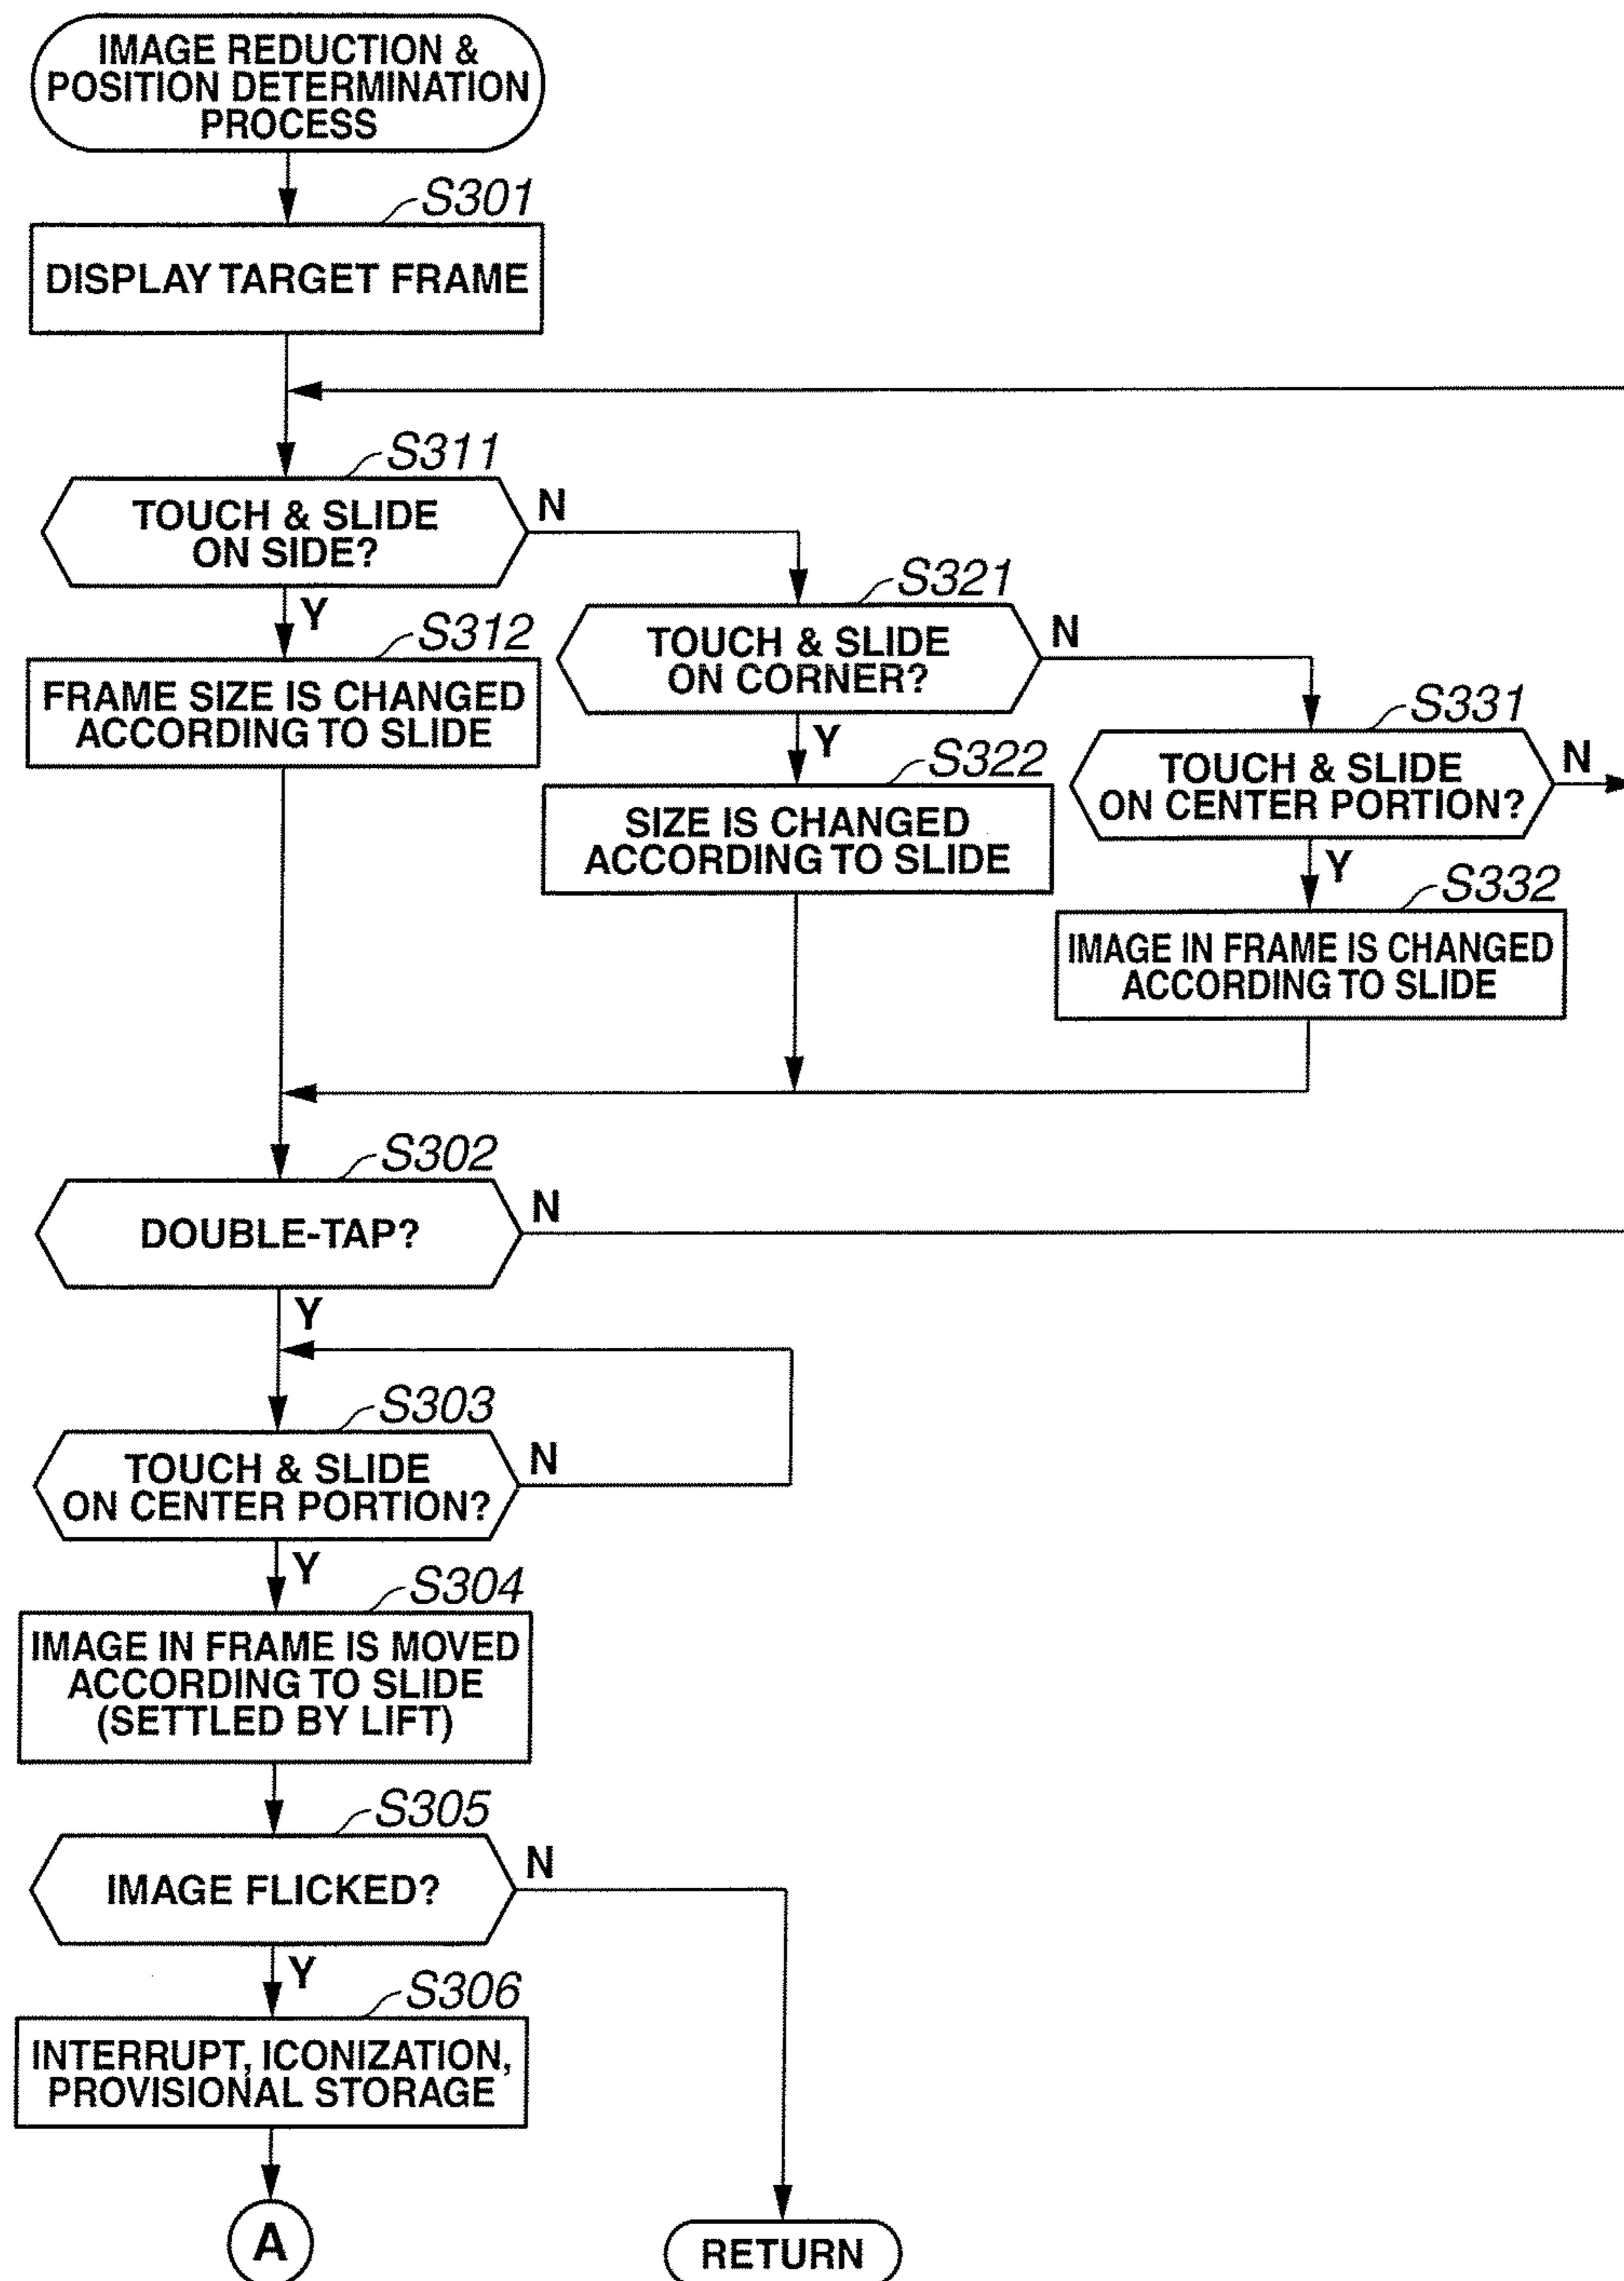 IMAGE REDUCTION &
POSITION DETERMINATION
PROCESS
S301
DISPLAY TARGET FRAME
S311
TOUCH & SLIDE
ON SIDE?
N
Y
S312
FRAME SIZE IS CHANGED
ACCORDING TO SLIDE
S321
TOUCH & SLIDE
ON CORNER?
N
Y
S322
SIZE IS CHANGED
ACCORDING TO SLIDE
S331
TOUCH & SLIDE
ON CENTER PORTION?
N
Y
S332
IMAGE IN FRAME IS CHANGED
ACCORDING TO SLIDE
S302
DOUBLE-TAP?
N
Y
S303
TOUCH & SLIDE
ON CENTER PORTION?
N
Y
S304
IMAGE IN FRAME IS MOVED
ACCORDING TO SLIDE
(SETTLED BY LIFT)
S305
IMAGE FLICKED?
N
Y
S306
INTERRUPT, ICONIZATION,
PROVISIONAL STORAGE
A
RETURN